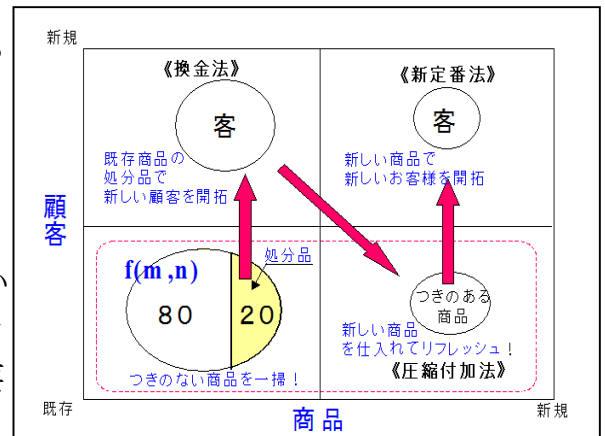 新規
《換金法》
客
既存商品の
処分品で
新しい顧客を開拓
《新定番法》
客
新しい商品で
新しいお客様を開拓
顧客
f(m,n)
処分品
80
20
つきのない商品を一掃！
つきのある
商品
新しい商品
を仕入れてリフレッシュ！
《圧縮付加法》
既存
商品
新規